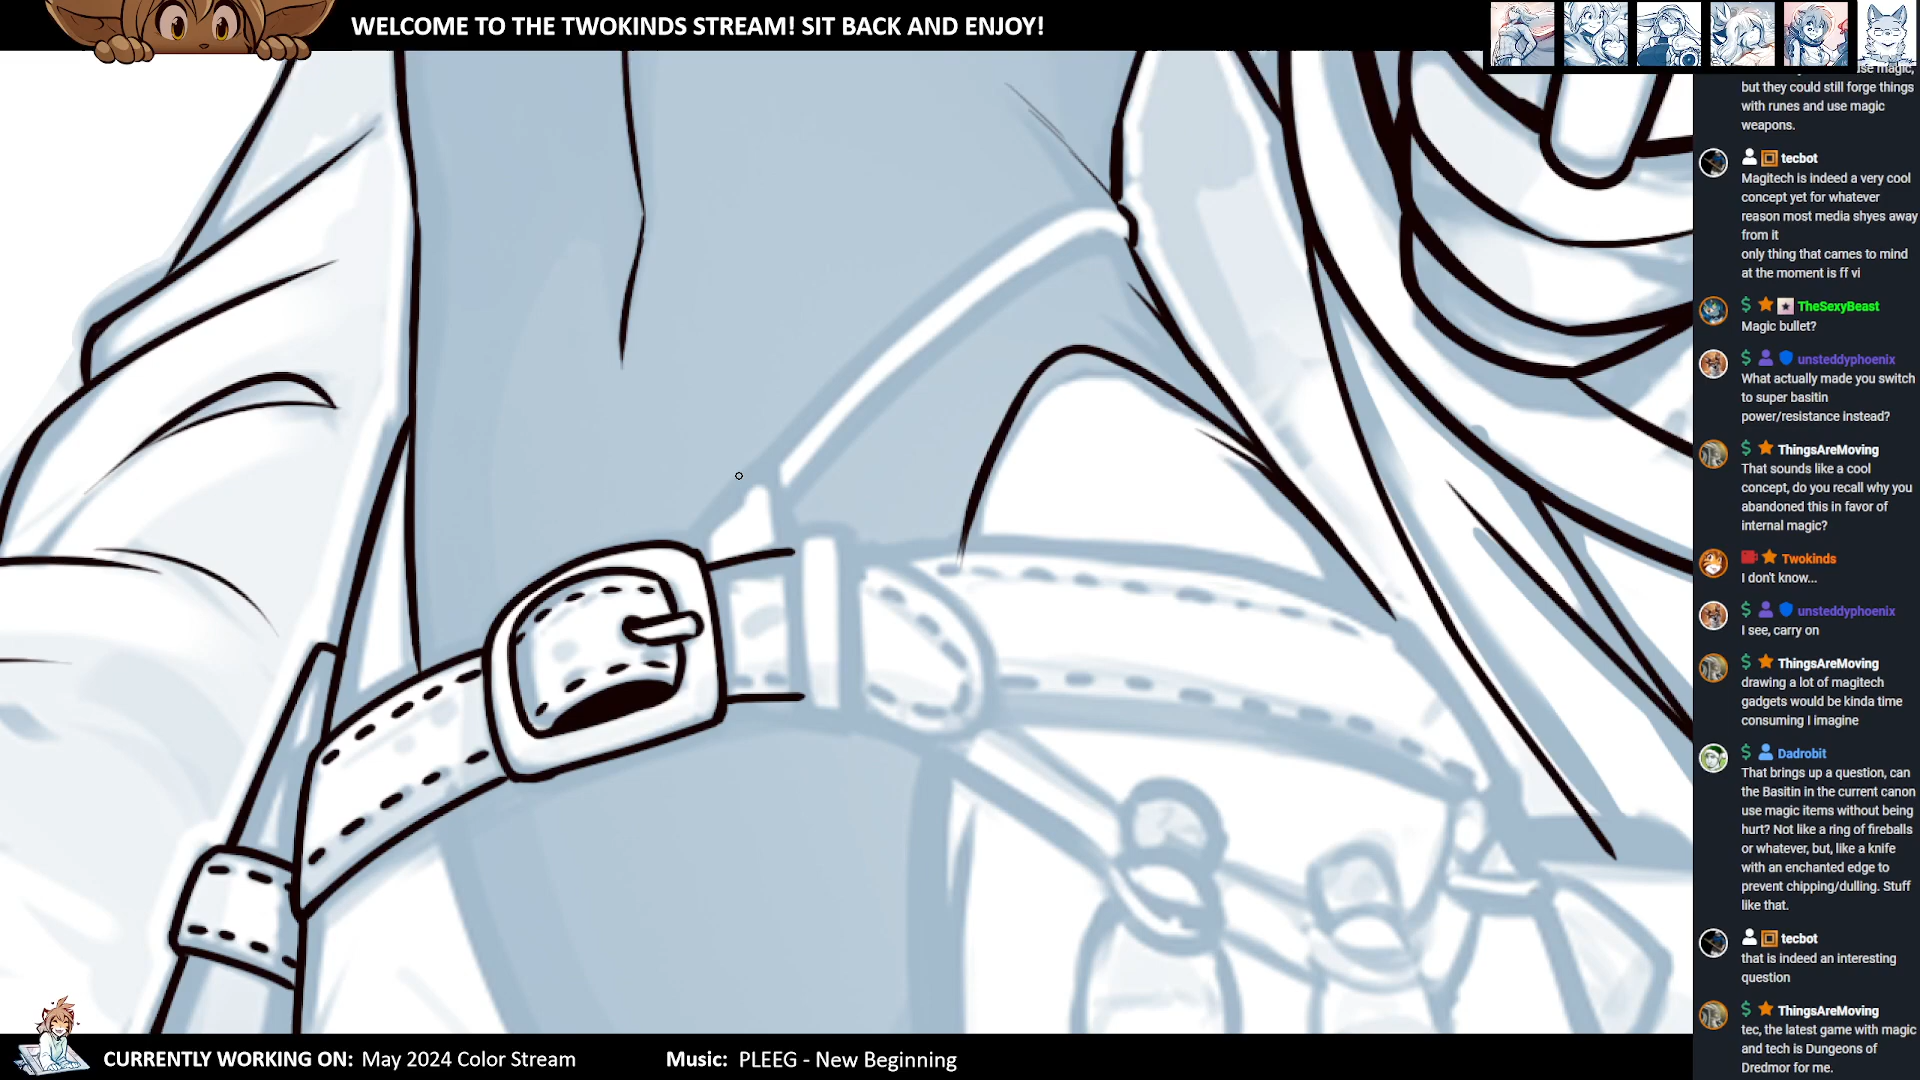 WELCOME TO THE TWOKINDS STREAM! SIT BACK AND ENJOY!
use magic,
but they could still forge things
with runes and use magic
weapons.
tecbot
Magitech is indeed a very cool
concept yet for whatever
reason most media shyes away
from it
only thing that cames to mind
at the moment is ff vi
TheSexyBeast
Magic bullet?
unsteddyphoenix
What actually made you switch
to super basitin
power/resistance instead?
ThingsAreMoving
That sounds like a cool
concept, do you recall why you
abandoned this in favor of
internal magic?
Twokinds
I don't know...
unsteddyphoenix
I see, carry on
ThingsAreMoving
drawing a lot of magitech
gadgets would be kinda time
consuming I imagine
Dadrobit
That brings up a question, can
the Basitin in the current canon
use magic items without being
hurt? Not like a ring of fireballs
or whatever, but, like a knife
with an enchanted edge to
prevent chipping/dulling. Stuff
like that.
tecbot
that is indeed an interesting
question
ThingsAreMoving
tec, the latest game with magic
and tech is Dungeons of
Dredmor for me.
CURRENTLY WORKING ON: May 2024 Color Stream
Music: PLEEG - New Beginning